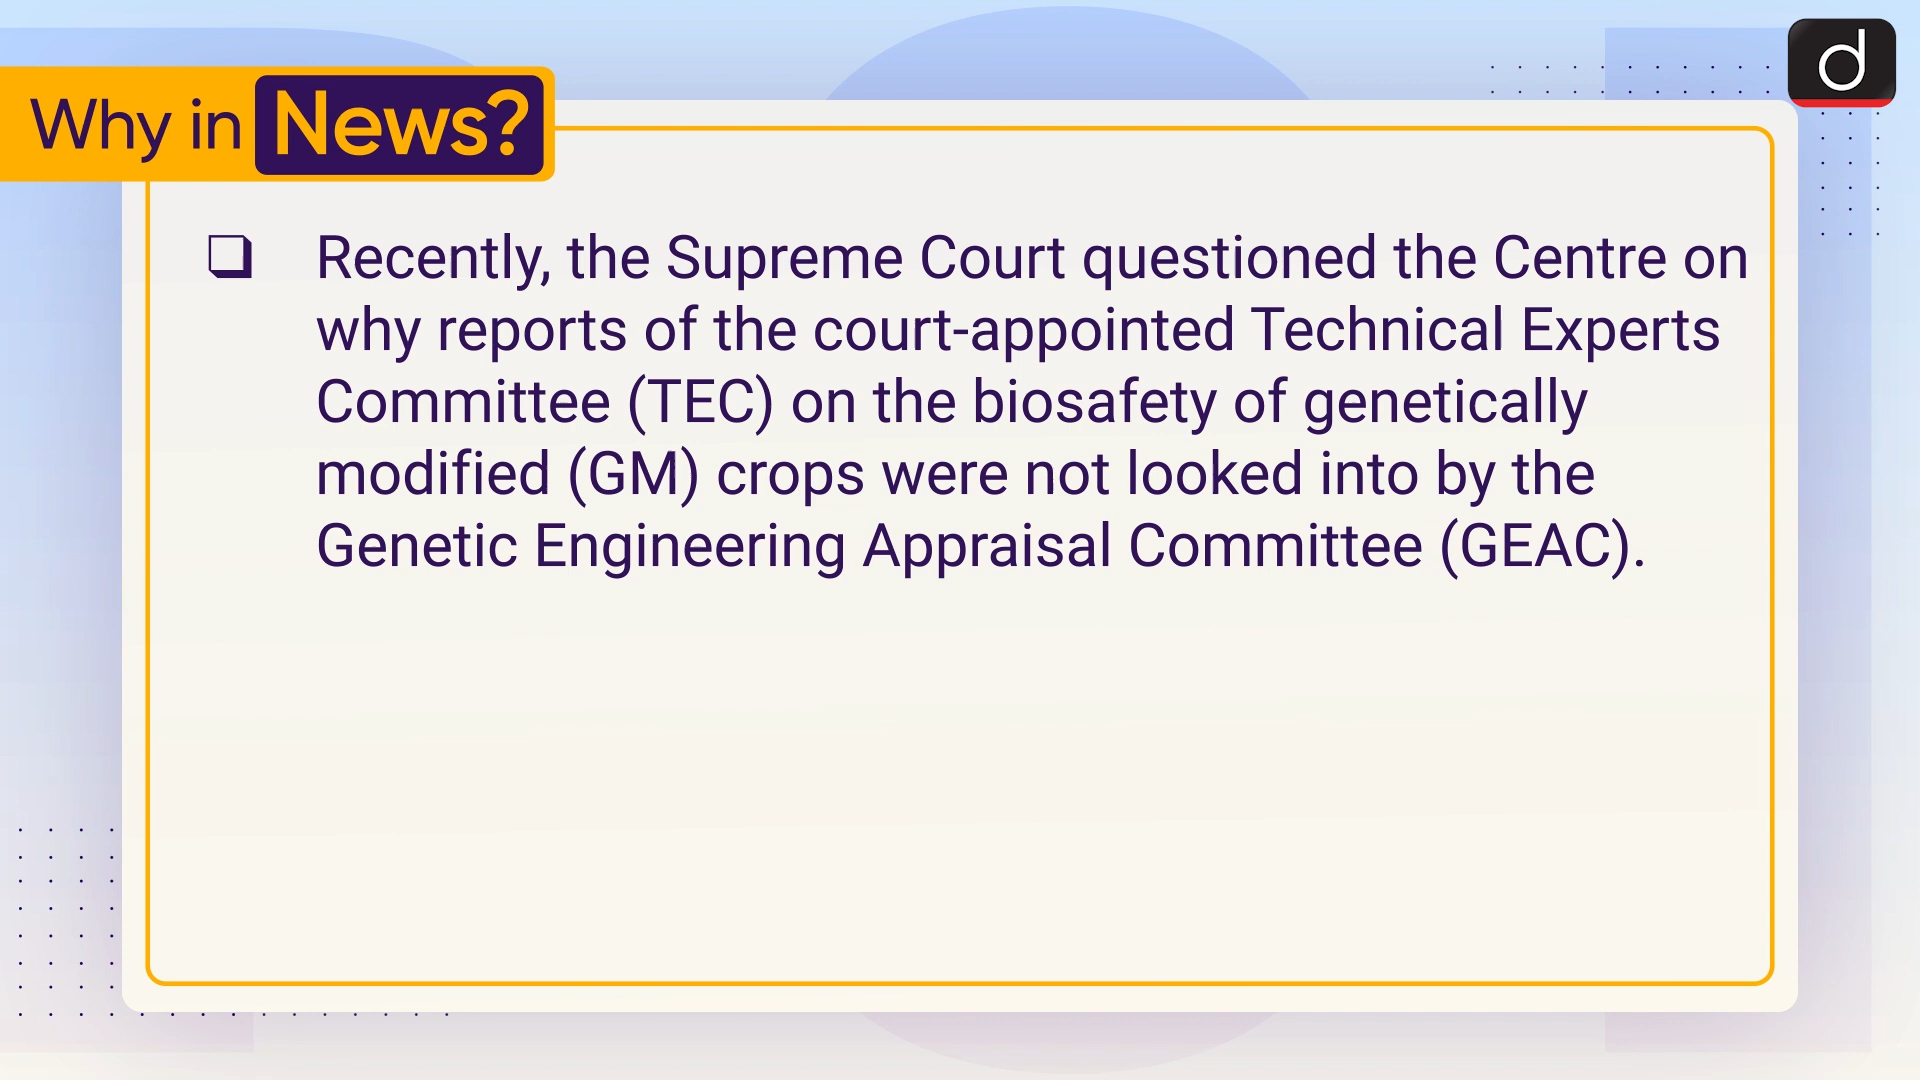 Why in News?
Recently, the Supreme Court questioned the Centre on
why reports of the court-appointed Technical Experts
Committee (TEC) on the biosafety of genetically
modified (GM) crops were not looked into by the
Genetic Engineering Appraisal Committee (GEAC).
d